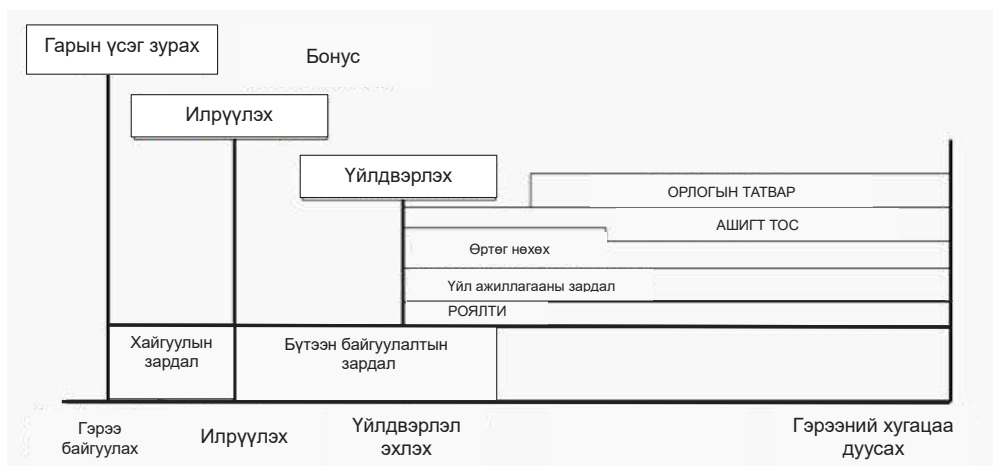 Гарын үсэг зурах
Бонус
Илрүүлэх
Үйлдвэрлэх
ОРЛОГЫН ТАТВАР
АШИГТ ТОС
Өртөг нөхөх
Үйл ажиллагааны зардал
РОЯЛТИ
Хайгуулын
зардал
Бүтээн байгуулалтын
зардал
Гэрээ
байгуулах
Илрүүлэх
Үйлдвэрлэл
эхлэх
Гэрээний хугацаа
дуусах